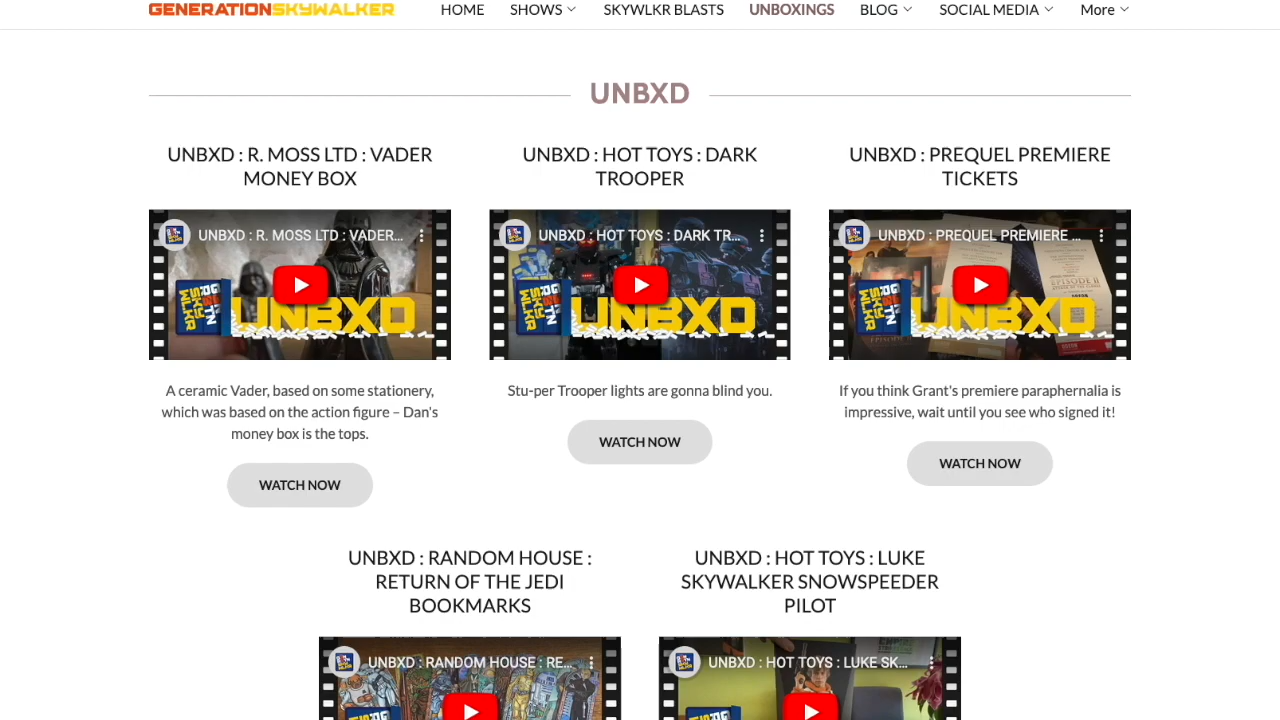 GENERATIONSKYWALKER HOME SHOWS SKYWLKR BLASTS UNBOXINGS BLOG SOCIAL MEDIA More
UNBXD
UNBXD : R. MOSS LTD : VADER
MONEY BOX
UNBXD : R. MOSS LTD : VADER...
UNBXD
A ceramic Vader, based on some stationery,
which was based on the action figure – Dan's
money box is the tops.
WATCH NOW
UNBXD : HOT TOYS : DARK
TROOPER
UNBXD : HOT TOYS : DARK TR...
UNBXD
Stu-per Trooper lights are gonna blind you.
WATCH NOW
UNBXD : PREQUEL PREMIERE
TICKETS
UNBXD : PREQUEL PREMIERE ...
EPISODE II
UNBXD
If you think Grant's premiere paraphernalia is
impressive, wait until you see who signed it!
WATCH NOW
UNBXD : RANDOM HOUSE :
RETURN OF THE JEDI
BOOKMARKS
UNBXD : RANDOM HOUSE : RE...
UNBXD : HOT TOYS : LUKE
SKYWALKER SNOWSPEEDER
PILOT
UNBXD : HOT TOYS : LUKE SK...